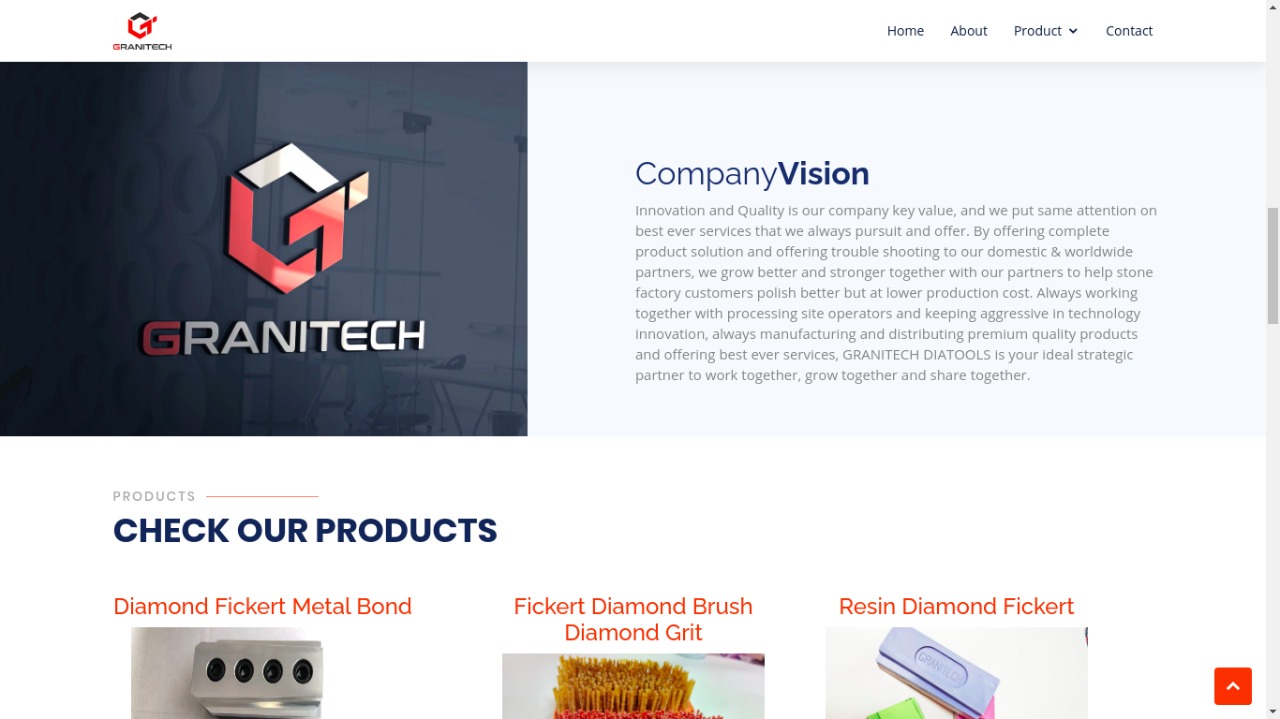 GRANITECH
Home
About
Product
Contact
GRANITECH
CompanyVision
Innovation and Quality is our company key value, and we put same attention on
best ever services that we always pursuit and offer. By offering complete
product solution and offering trouble shooting to our domestic & worldwide
partners, we grow better and stronger together with our partners to help stone
factory customers polish better but at lower production cost. Always working
together with processing site operators and keeping aggressive in technology
innovation, always manufacturing and distributing premium quality products
and offering best ever services, GRANITECH DIATOOLS is your ideal strategic
partner to work together, grow together and share together.
PRODUCTS
CHECK OUR PRODUCTS
Diamond Fickert Metal Bond
Fickert Diamond Brush
Diamond Grit
Resin Diamond Fickert
GRANITECH